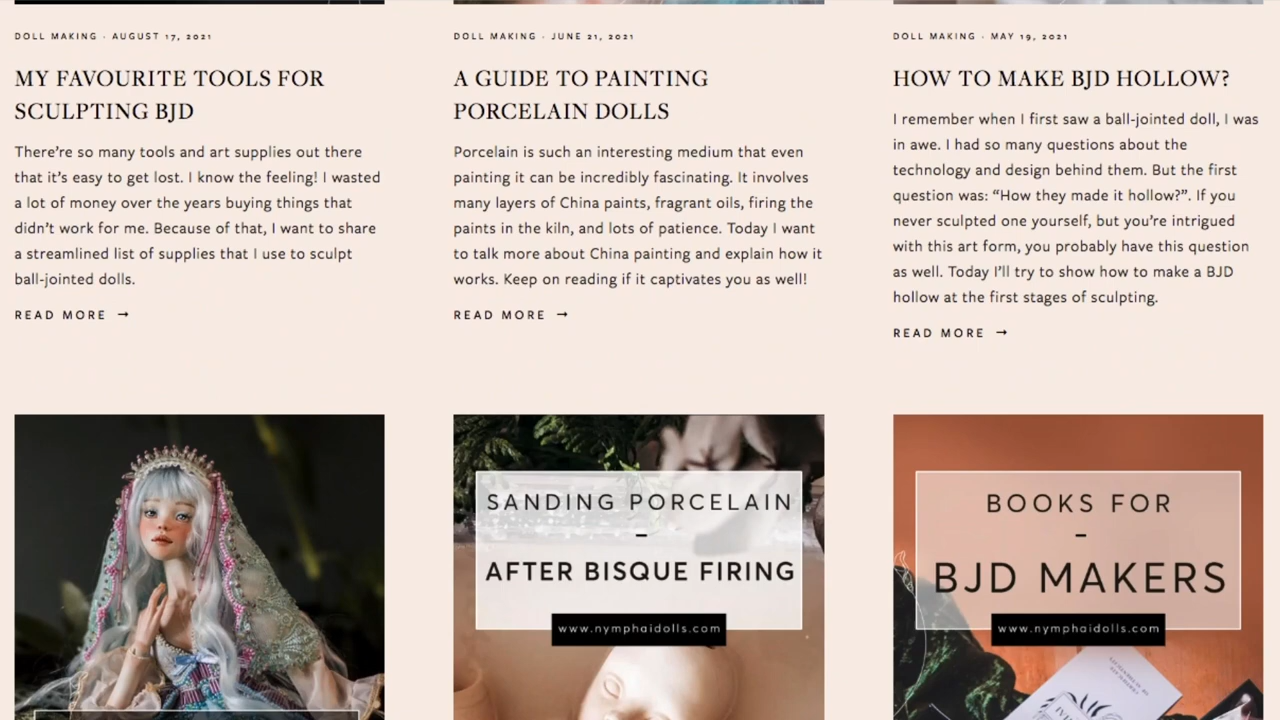 DOLL MAKING · AUGUST 17, 2021
MY FAVOURITE TOOLS FOR
SCULPTING BJD
There're so many tools and art supplies out there
that it's easy to get lost. I know the feeling! I wasted
a lot of money over the years buying things that
didn't work for me. Because of that, I want to share
a streamlined list of supplies that I use to sculpt
ball-jointed dolls.
READ MORE →
DOLL MAKING · JUNE 21, 2021
A GUIDE TO PAINTING
PORCELAIN DOLLS
Porcelain is such an interesting medium that even
painting it can be incredibly fascinating. It involves
many layers of China paints, fragrant oils, firing the
paints in the kiln, and lots of patience. Today I want
to talk more about China painting and explain how it
works. Keep on reading if it captivates you as well!
READ MORE →
DOLL MAKING · MAY 19, 2021
HOW TO MAKE BJD HOLLOW?
I remember when I first saw a ball-jointed doll, I was
in awe. I had so many questions about the
technology and design behind them. But the first
question was: “How they made it hollow?”. If you
never sculpted one yourself, but you're intrigued
with this art form, you probably have this question
as well. Today I'll try to show how to make a BJD
hollow at the first stages of sculpting.
READ MORE →
SANDING PORCELAIN
–
AFTER BISQUE FIRING
www.nymphaidolls.com
BOOKS FOR
–
BJD MAKERS
www.nymphaidolls.com